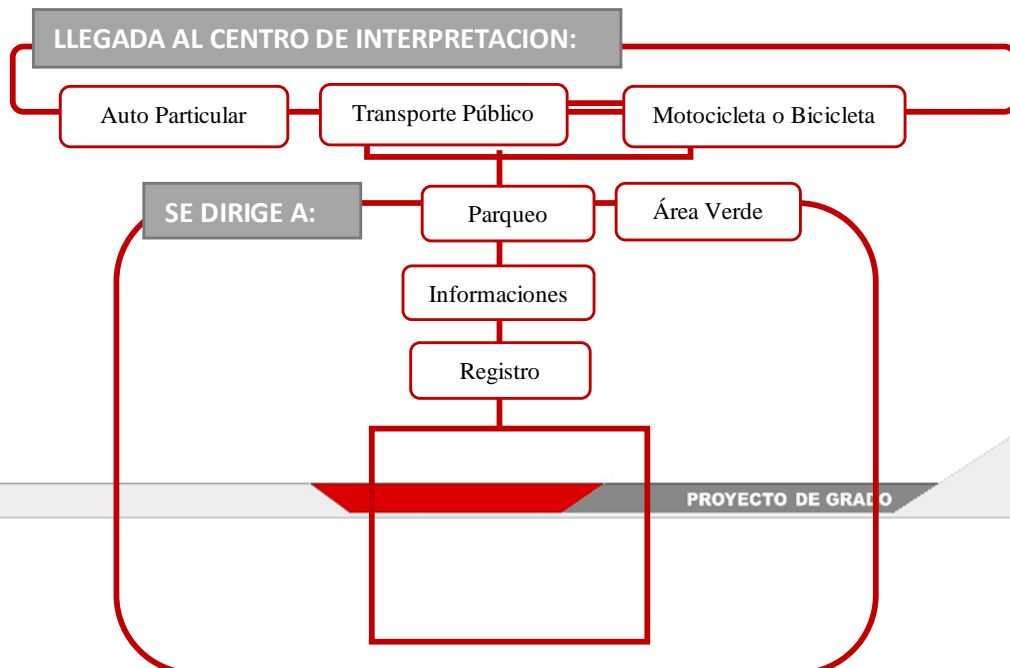 LLEGADA AL CENTRO DE INTERPRETACION:
Auto Particular
Transporte Público
Motocicleta o Bicicleta
SE DIRIGE A:
Parqueo
Área Verde
Informaciones
Registro
PROYECTO DE GRADO